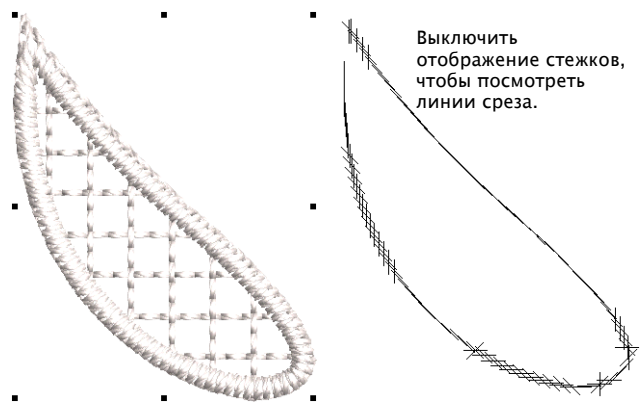 Выключить
отображение стежков,
чтобы посмотреть
линии среза.